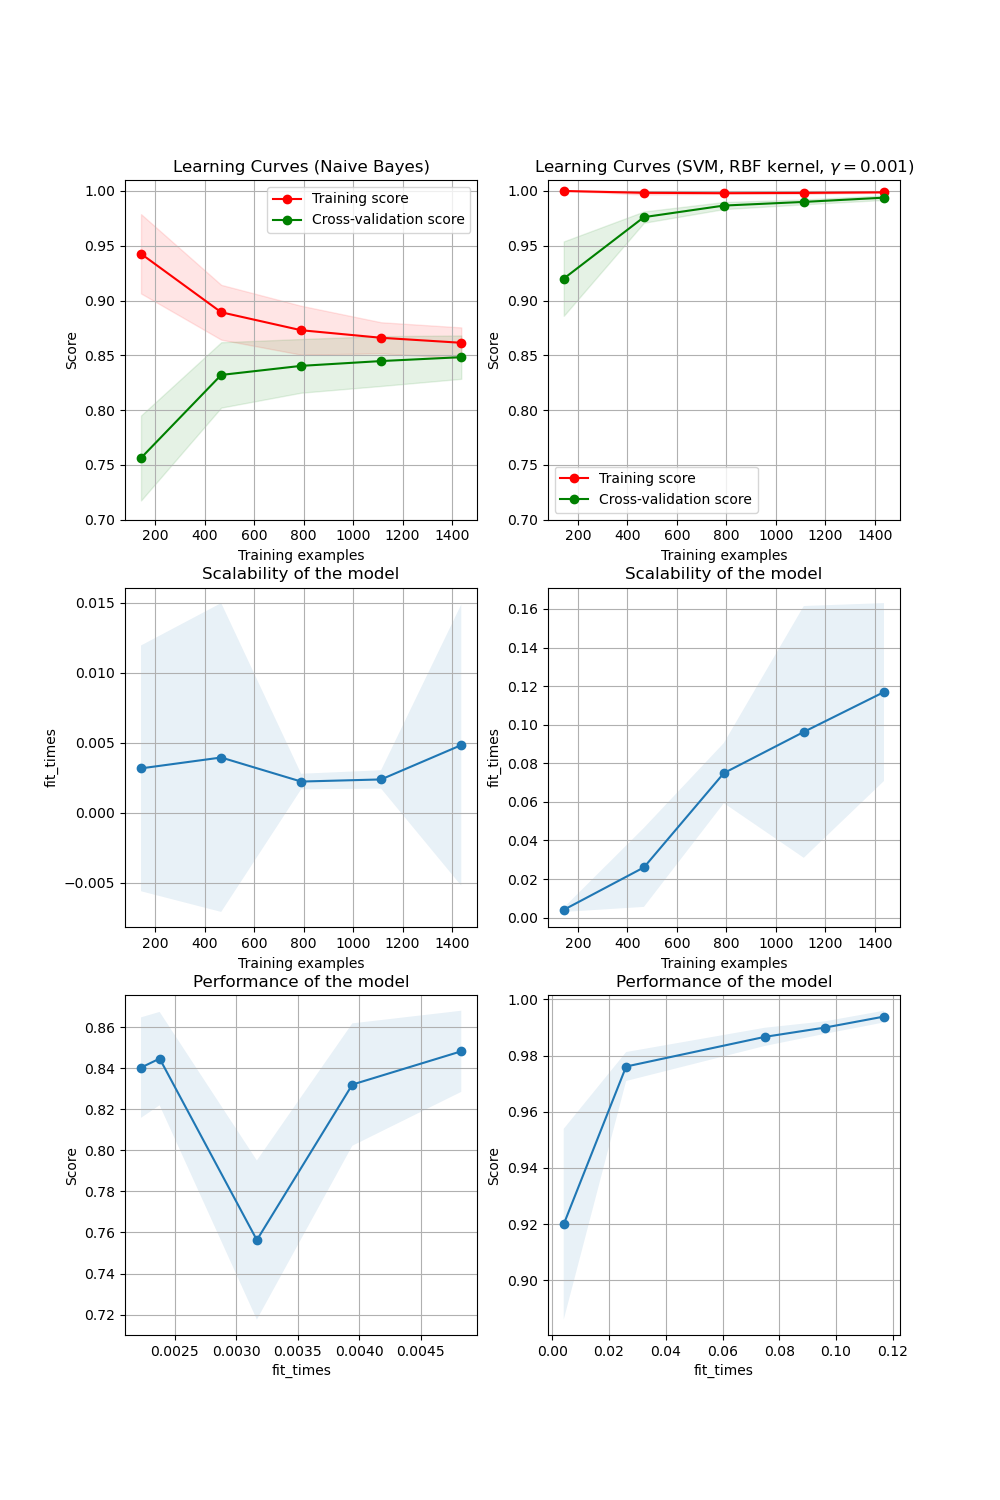 Learning Curves (Naive Bayes)
Score
1.00
0.95
0.90
0.85
0.80
0.75
0.70
Training score
Cross-validation score
200 400 600 800 1000 1200 1400
Training examples
Learning Curves (SVM, RBF kernel, γ = 0.001)
Score
1.00
0.95
0.90
0.85
0.80
0.75
0.70
Training score
Cross-validation score
200 400 600 800 1000 1200 1400
Training examples
Scalability of the model
fit_times
0.015
0.010
0.005
0.000
−0.005
200 400 600 800 1000 1200 1400
Training examples
Scalability of the model
fit_times
0.16
0.14
0.12
0.10
0.08
0.06
0.04
0.02
0.00
200 400 600 800 1000 1200 1400
Training examples
Performance of the model
Score
0.86
0.84
0.82
0.80
0.78
0.76
0.74
0.72
0.0025 0.0030 0.0035 0.0040 0.0045
fit_times
Performance of the model
Score
1.00
0.98
0.96
0.94
0.92
0.90
0.00 0.02 0.04 0.06 0.08 0.10 0.12
fit_times